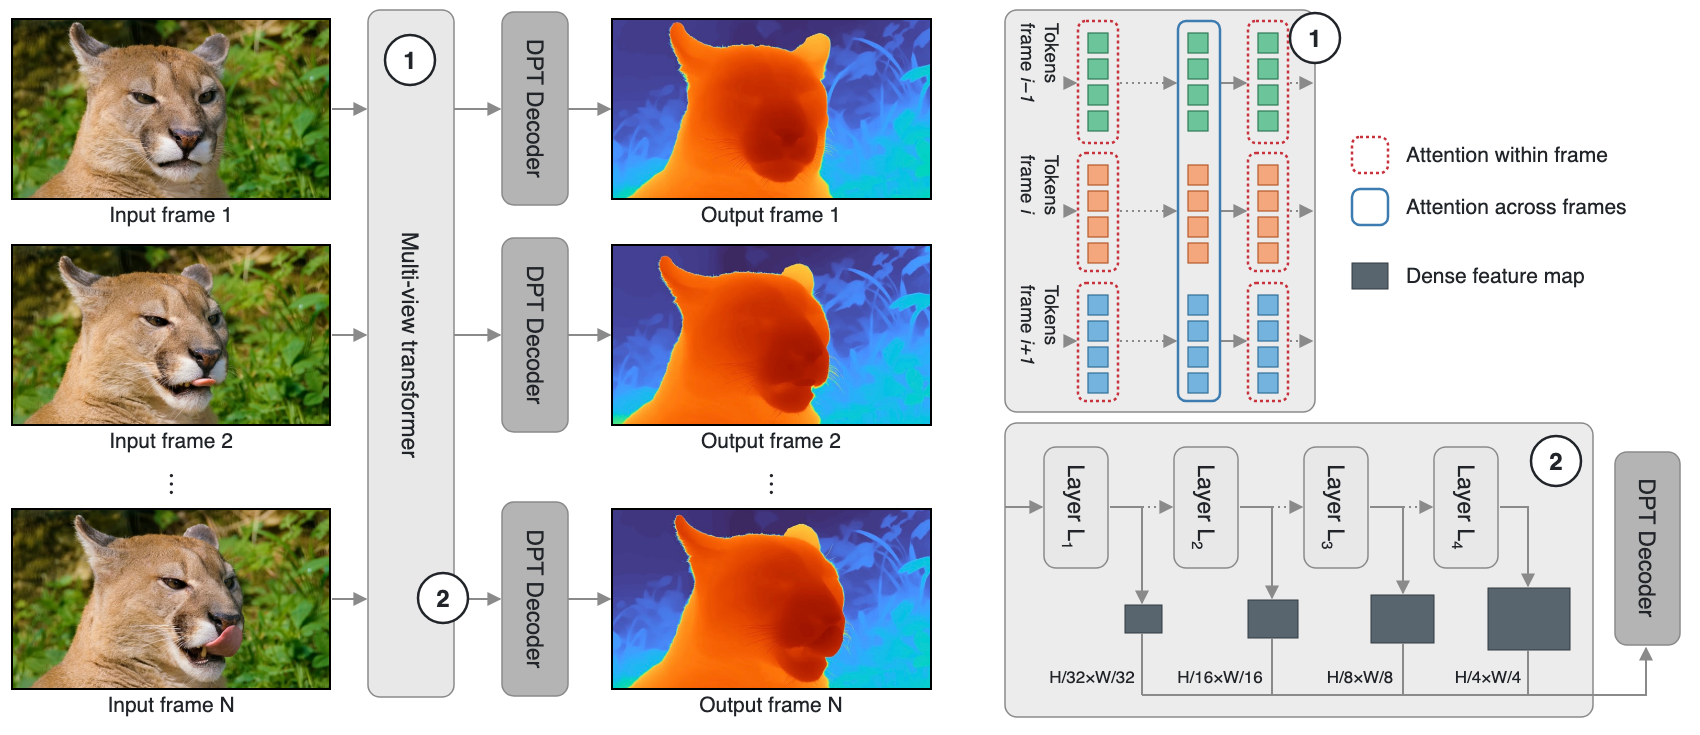 1
Multi-view transformer
2
DPT Decoder
DPT Decoder
DPT Decoder
Input frame 1
Output frame 1
Input frame 2
Output frame 2
⋮
⋮
Input frame N
Output frame N
1
Tokens
frame i−1
Tokens
frame i
Tokens
frame i+1
Attention within frame
Attention across frames
Dense feature map
2
Layer L₁
Layer L₂
Layer L₃
Layer L₄
H/32×W/32
H/16×W/16
H/8×W/8
H/4×W/4
DPT Decoder